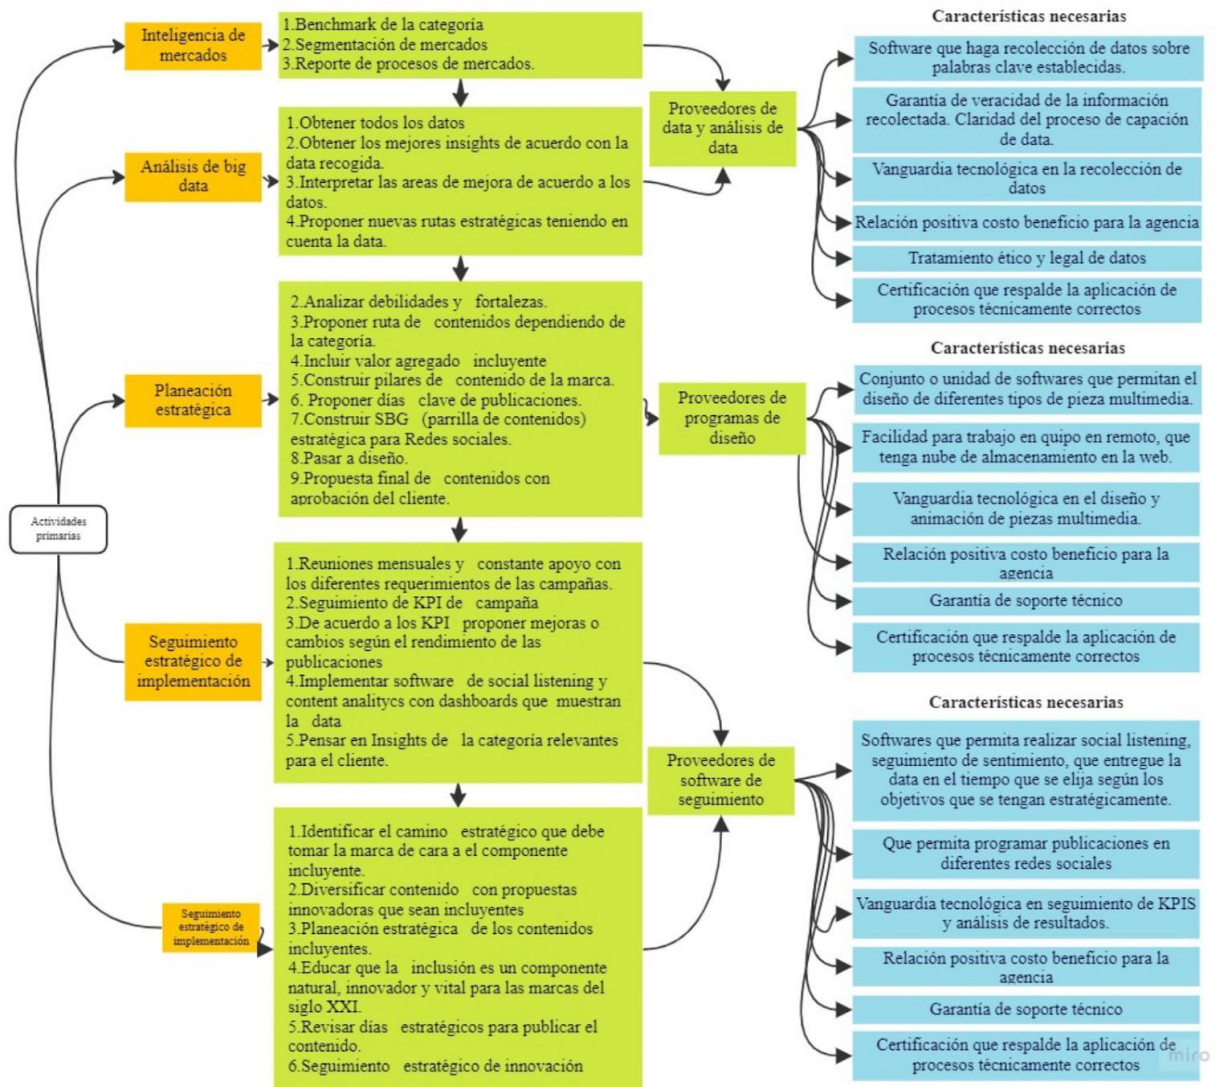 Actividades
primarias
Inteligencia de
mercados
1.Benchmark de la categoría
2.Segmentación de mercados
3.Reporte de procesos de mercados.
Análisis de big
data
1.Obtener todos los datos
2.Obtener los mejores insights de acuerdo con la
data recogida.
3.Interpretar las areas de mejora de acuerdo a los
datos.
4.Proponer nuevas rutas estratégicas teniendo en
cuenta la data.
Proveedores de
data y análisis de
data
Características necesarias
Software que haga recolección de datos sobre
palabras clave establecidas.
Garantía de veracidad de la información
recolectada. Claridad del proceso de capación
de data.
Vanguardia tecnológica en la recolección de
datos
Relación positiva costo beneficio para la agencia
Tratamiento ético y legal de datos
Certificación que respalde la aplicación de
procesos técnicamente correctos
Planeación
estratégica
2.Analizar debilidades y fortalezas.
3.Proponer ruta de contenidos dependiendo de
la categoría.
4.Incluir valor agregado incluyente
5.Construir pilares de contenido de la marca.
6. Proponer días clave de publicaciones.
7.Construir SBG (parrilla de contenidos)
estratégica para Redes sociales.
8.Pasar a diseño.
9.Propuesta final de contenidos con
aprobación del cliente.
Proveedores de
programas de
diseño
Características necesarias
Conjunto o unidad de softwares que permitan el
diseño de diferentes tipos de pieza multimedia.
Facilidad para trabajo en quipo en remoto, que
tenga nube de almacenamiento en la web.
Vanguardia tecnológica en el diseño y
animación de piezas multimedia.
Relación positiva costo beneficio para la
agencia
Garantía de soporte técnico
Certificación que respalde la aplicación de
procesos técnicamente correctos
Seguimiento
estratégico de
implementación
1.Reuniones mensuales y constante apoyo con
los diferentes requerimientos de las campañas.
2.Seguimiento de KPI de campaña
3.De acuerdo a los KPI proponer mejoras o
cambios según el rendimiento de las
publicaciones
4.Implementar software de social listening y
content analitycs con dashboards que muestran
la data
5.Pensar en Insights de la categoría relevantes
para el cliente.
Seguimiento
estratégico de
implementación
1.Identificar el camino estratégico que debe
tomar la marca de cara a el componente
incluyente.
2.Diversificar contenido con propuestas
innovadoras que sean incluyentes
3.Planeación estratégica de los contenidos
incluyentes.
4.Educar que la inclusión es un componente
natural, innovador y vital para las marcas del
siglo XXI.
5.Revisar días estratégicos para publicar el
contenido.
6.Seguimiento estratégico de innovación
Proveedores de
software de
seguimiento
Características necesarias
Softwares que permita realizar social listening,
seguimiento de sentimiento, que entregue la
data en el tiempo que se elija según los
objetivos que se tengan estratégicamente.
Que permita programar publicaciones en
diferentes redes sociales
Vanguardia tecnológica en seguimiento de KPIS
y análisis de resultados.
Relación positiva costo beneficio para la
agencia
Garantía de soporte técnico
Certificación que respalde la aplicación de
procesos técnicamente correctos
miro